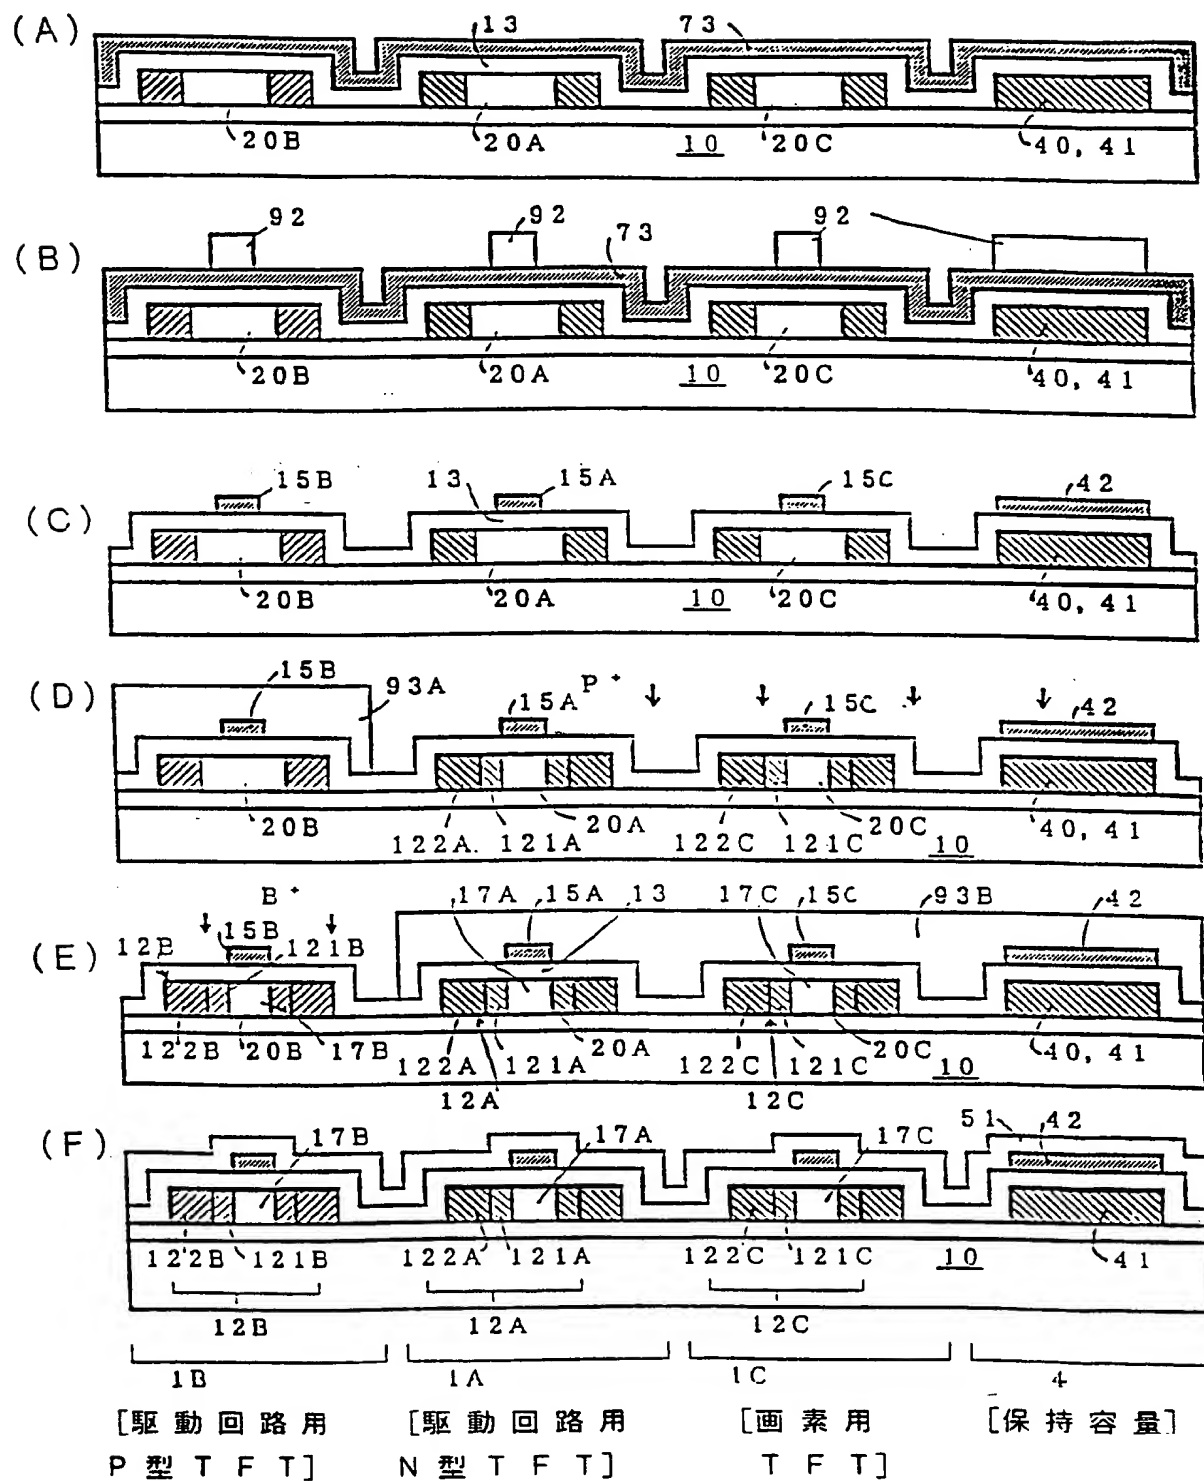 (A)
13
73
20B
20A
10
20C
40, 41
(B)
92
92
73
92
92
20B
20A
10
20C
40, 41
(C)
15B
13
15A
15C
42
20B
20A
10
20C
40, 41
(D)
15B
93A
15A
P+
15C
42
20B
122A.
121A
20A
122C
121C
20C
10
40, 41
(E)
B+
12B
15B
121B
17A
15A
13
17C
15C
93B
42
122B
20B
17B
122A
121A
20A
122C
121C
20C
10
40, 41
12A
12C
(F)
17B
17A
17C
51
42
122B
121B
122A
121A
122C
121C
10
41
12B
12A
12C
1B
1A
1C
4
[駆動回路用
P型TFT]
[駆動回路用
N型TFT]
[画素用
TFT]
[保持容量]